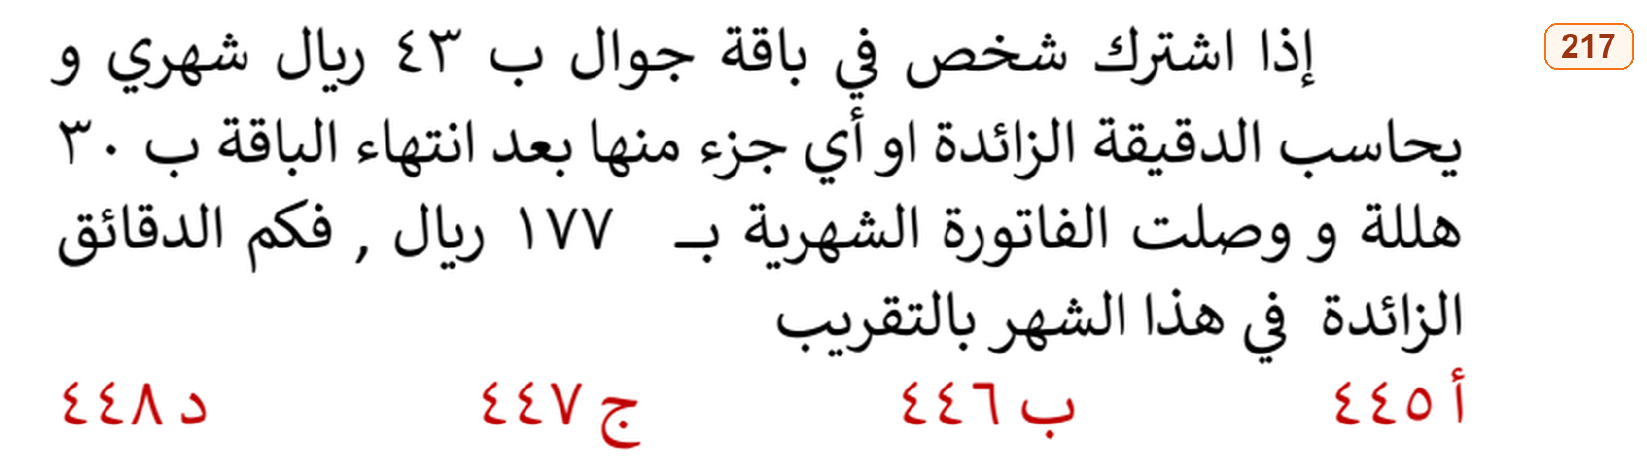 217
إذا اشترك شخص في باقة جوال ب ٤٣ ريال شهري و
يحاسب الدقيقة الزائدة او أي جزء منها بعد انتهاء الباقة ب ٣٠
هللة و وصلت الفاتورة الشهرية بـ ١٧٧ ريال , فكم الدقائق
الزائدة في هذا الشهر بالتقريب
أ ٤٤٥ ب ٤٤٦ ج ٤٤٧ د ٤٤٨